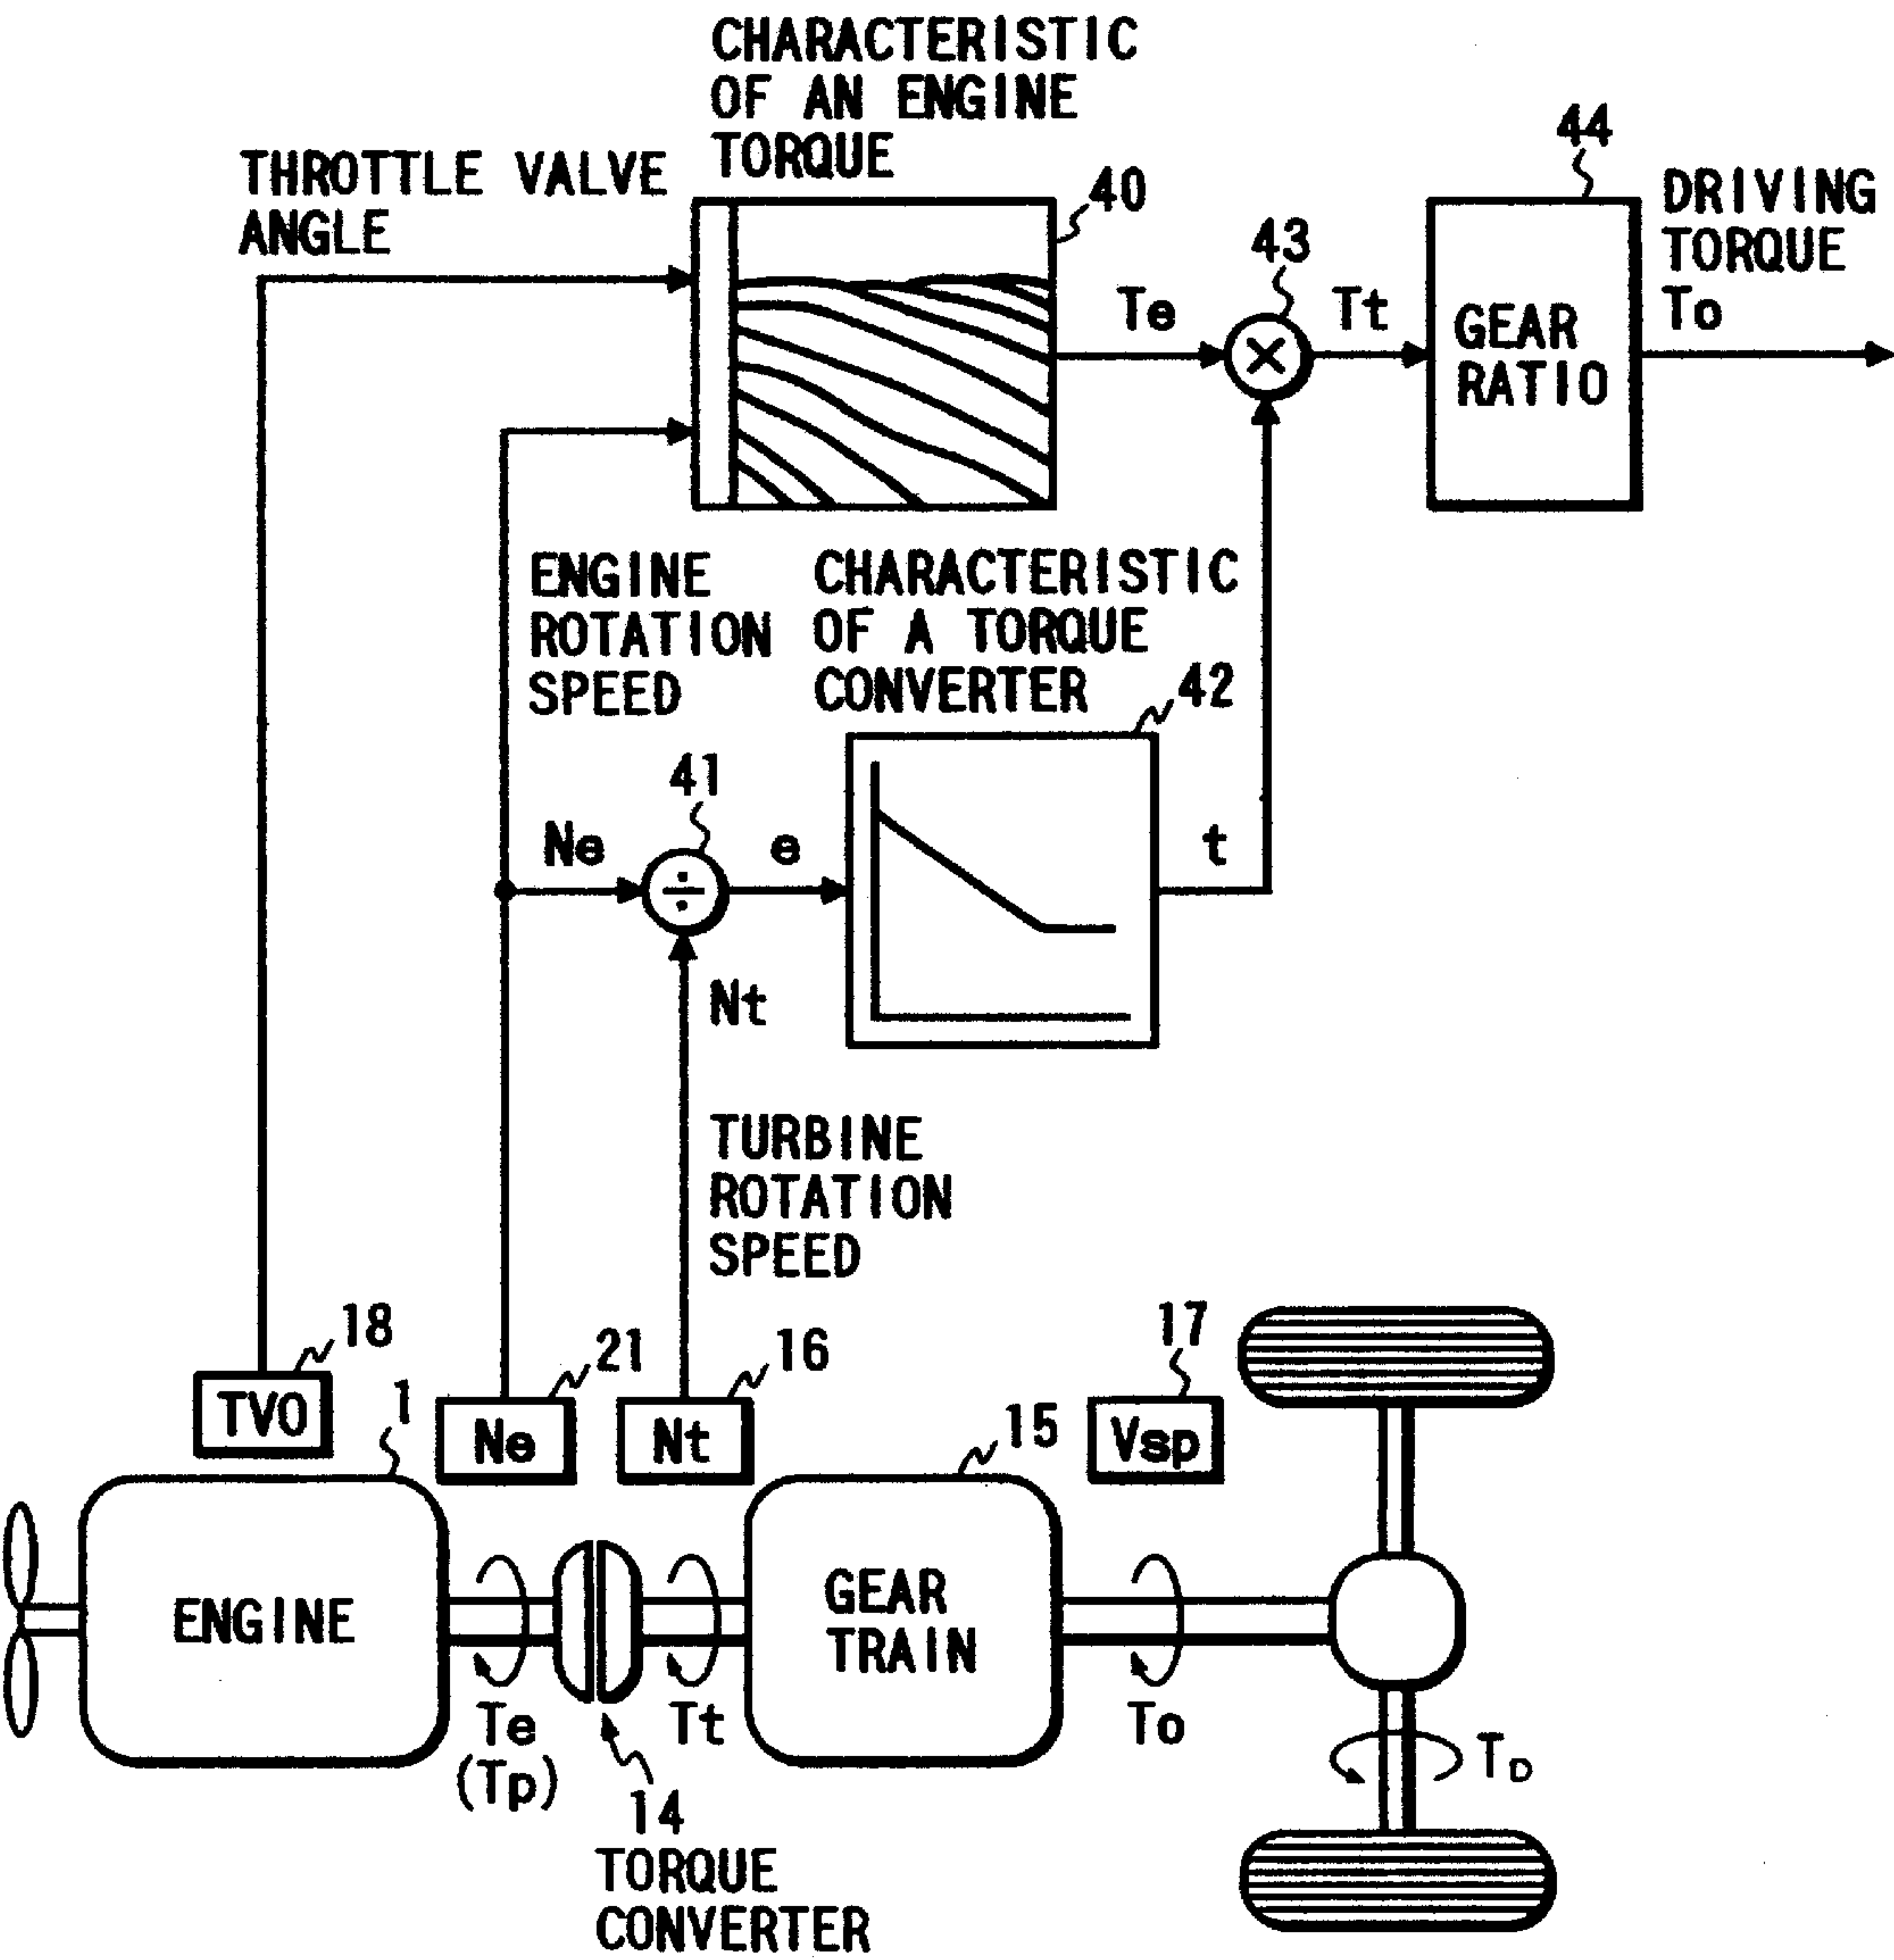 CHARACTERISTIC
OF AN ENGINE
TORQUE
THROTTLE VALVE
ANGLE
40
43
44
DRIVING
TORQUE
To
Te
Tt
GEAR
RATIO
ENGINE
ROTATION
SPEED
CHARACTERISTIC
OF A TORQUE
CONVERTER
42
41
Ne
÷
e
t
×
Nt
TURBINE
ROTATION
SPEED
18
TVO
1
21
Ne
16
Nt
15
17
Vsp
ENGINE
GEAR
TRAIN
Te
(Tp)
Tt
To
TD
14
TORQUE
CONVERTER